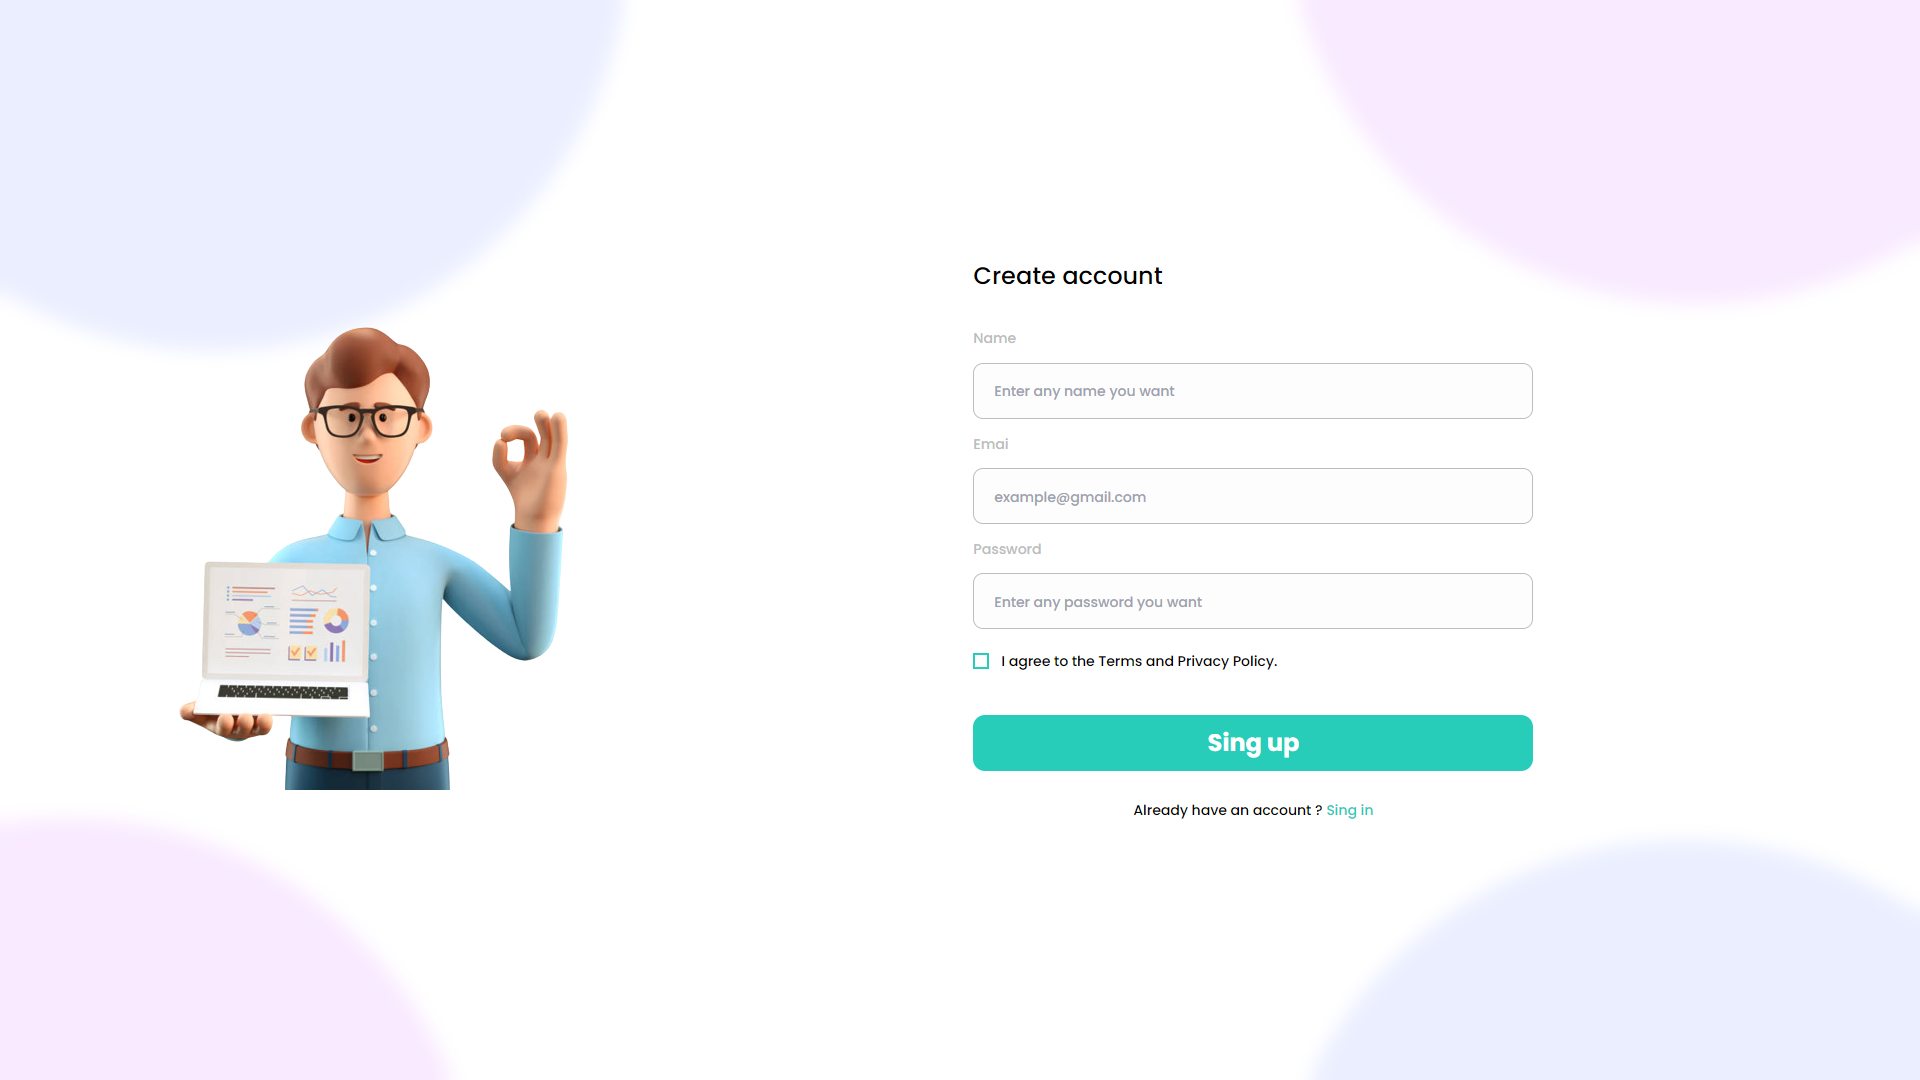 Create account
Name
Enter any name you want
Emai
example@gmail.com
Password
Enter any password you want
I agree to the Terms and Privacy Policy.
Sing up
Already have an account ? Sing in